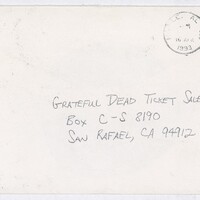 1993
GRATEFUL DEAD TICKET SALE
BOX C-S 8190
SAN RAFAEL, CA 94912